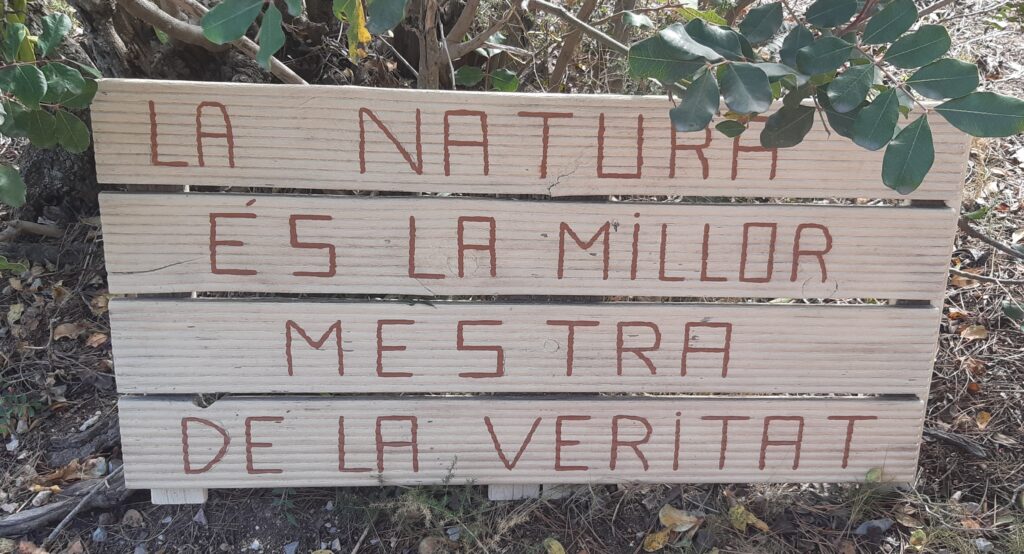 LA NATURA
ÉS LA MiLLOR
MESTRA
DE LA VERiTAT